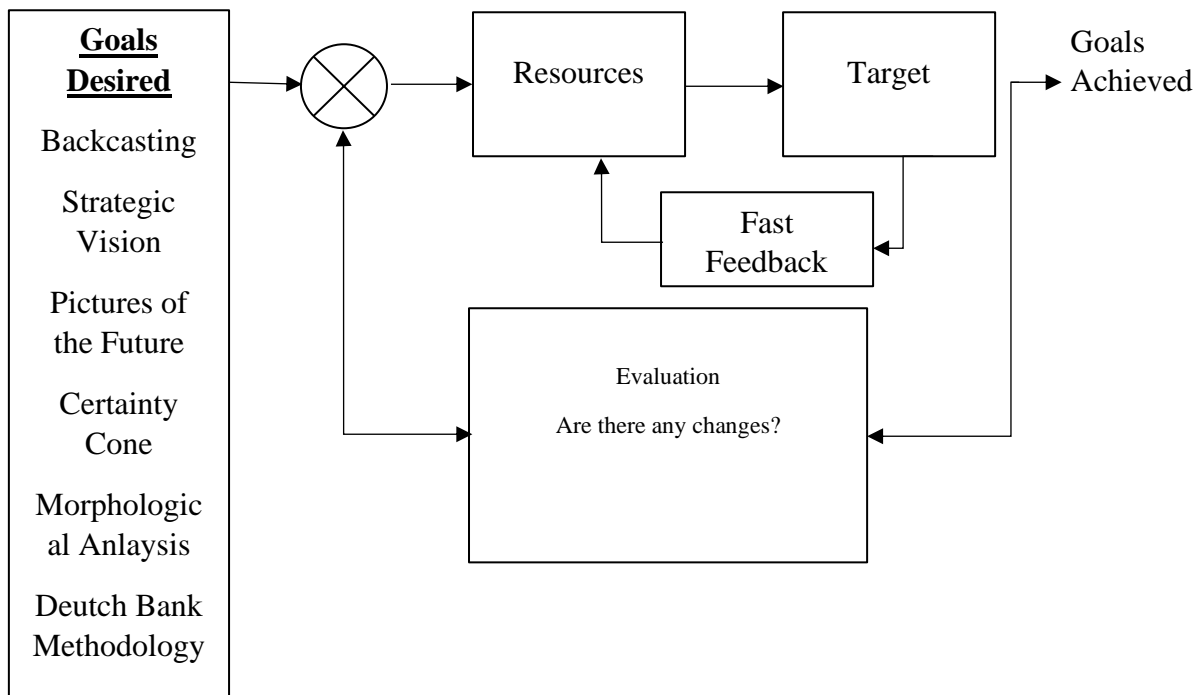 Goals
Desired
Backcasting
Strategic
Vision
Pictures of
the Future
Certainty
Cone
Morphologic
al Anlaysis
Deutch Bank
Methodology
Resources
Target
Goals
Achieved
Fast
Feedback
Evaluation
Are there any changes?